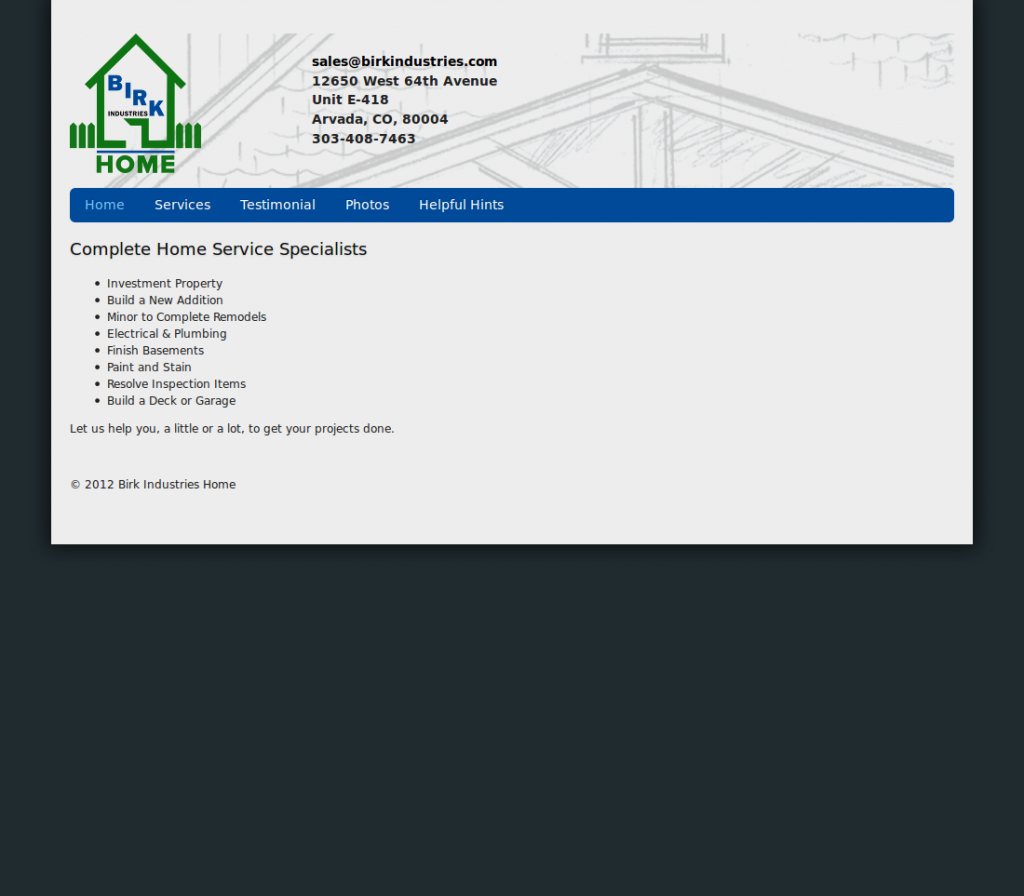 BIRK
INDUSTRIES
HOME
sales@birkindustries.com
12650 West 64th Avenue
Unit E-418
Arvada, CO, 80004
303-408-7463
Home Services Testimonial Photos Helpful Hints
Complete Home Service Specialists
• Investment Property
• Build a New Addition
• Minor to Complete Remodels
• Electrical & Plumbing
• Finish Basements
• Paint and Stain
• Resolve Inspection Items
• Build a Deck or Garage
Let us help you, a little or a lot, to get your projects done.
© 2012 Birk Industries Home